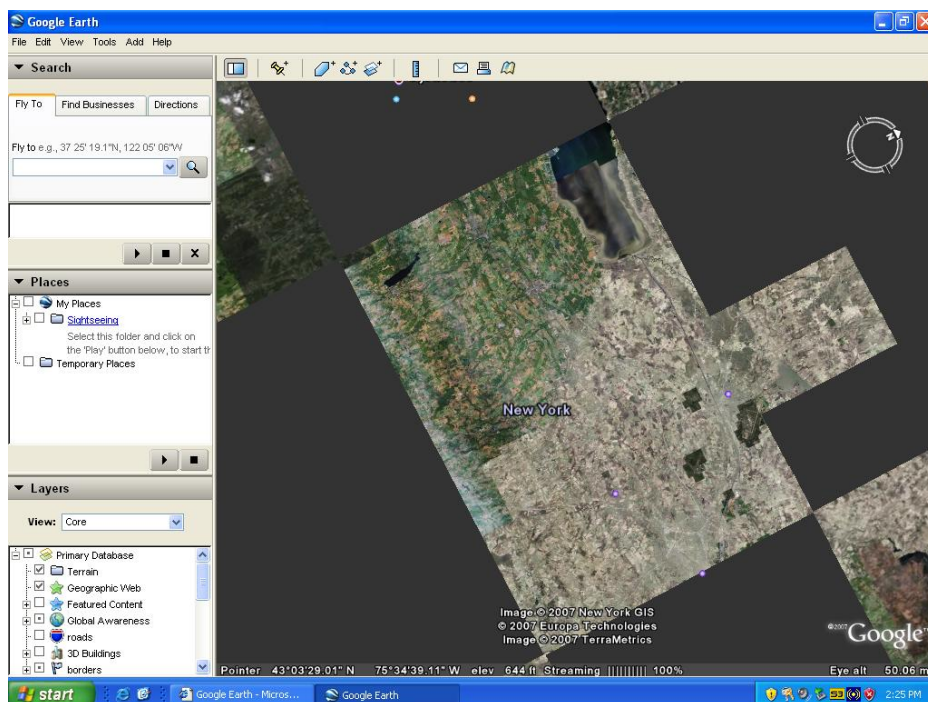 Google Earth
File Edit View Tools Add Help
Search
Fly To Find Businesses Directions
Fly to e.g., 37 25' 19.1"N, 122 05' 06"W
Places
My Places
Sightseeing
Select this folder and click on
the 'Play' button below, to start th
Temporary Places
Layers
View: Core
Primary Database
Terrain
Geographic Web
Featured Content
Global Awareness
roads
3D Buildings
borders
New York
Image © 2007 New York GIS
© 2007 Europa Technologies
Image © 2007 TerraMetrics
©2007 Google™
Pointer 43°03'29.01" N 75°34'39.11" W elev 644 ft Streaming |||||||||| 100% Eye alt 50.06 m
start Google Earth - Micros... Google Earth 2:25 PM